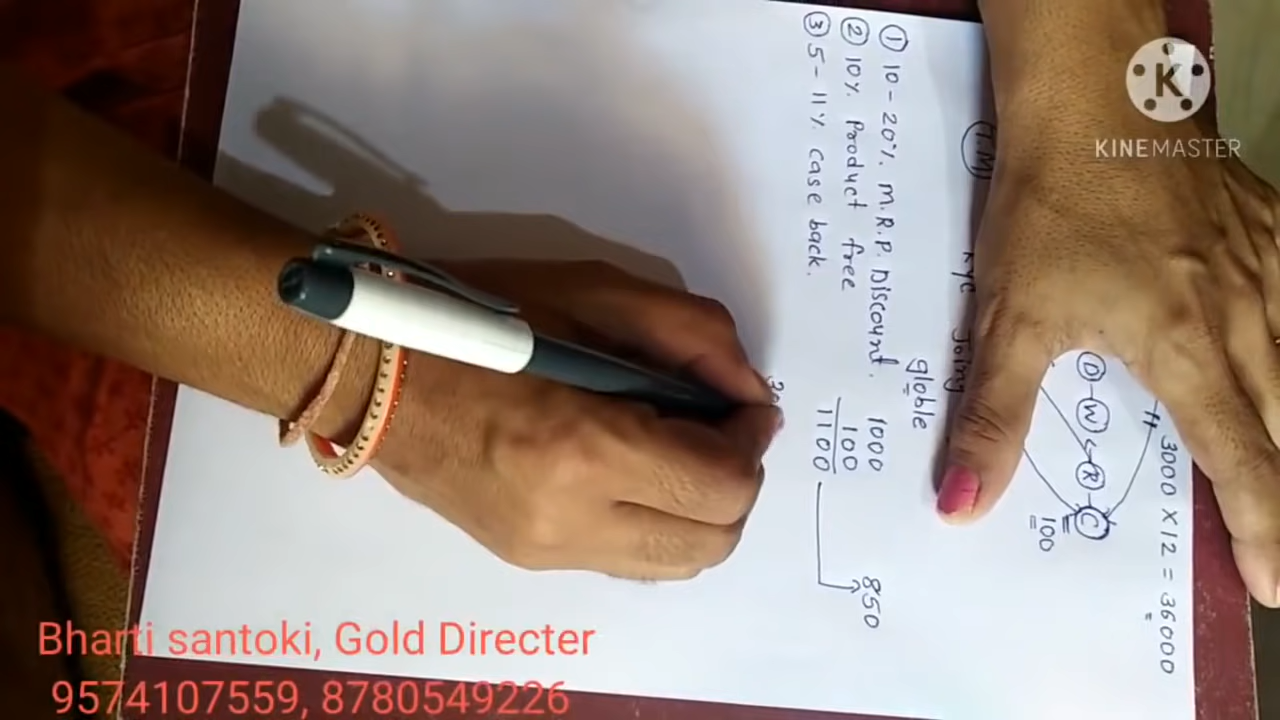 3000 X 12 = 36000
D W R C
100
Joing
globle
① 10 - 20% M.R.P. Discount.
② 10% Product free
③ 5 - 11% case back.
1000
100
1100
850
K
KINEMASTER
Bharti santoki, Gold Directer
9574107559, 8780549226